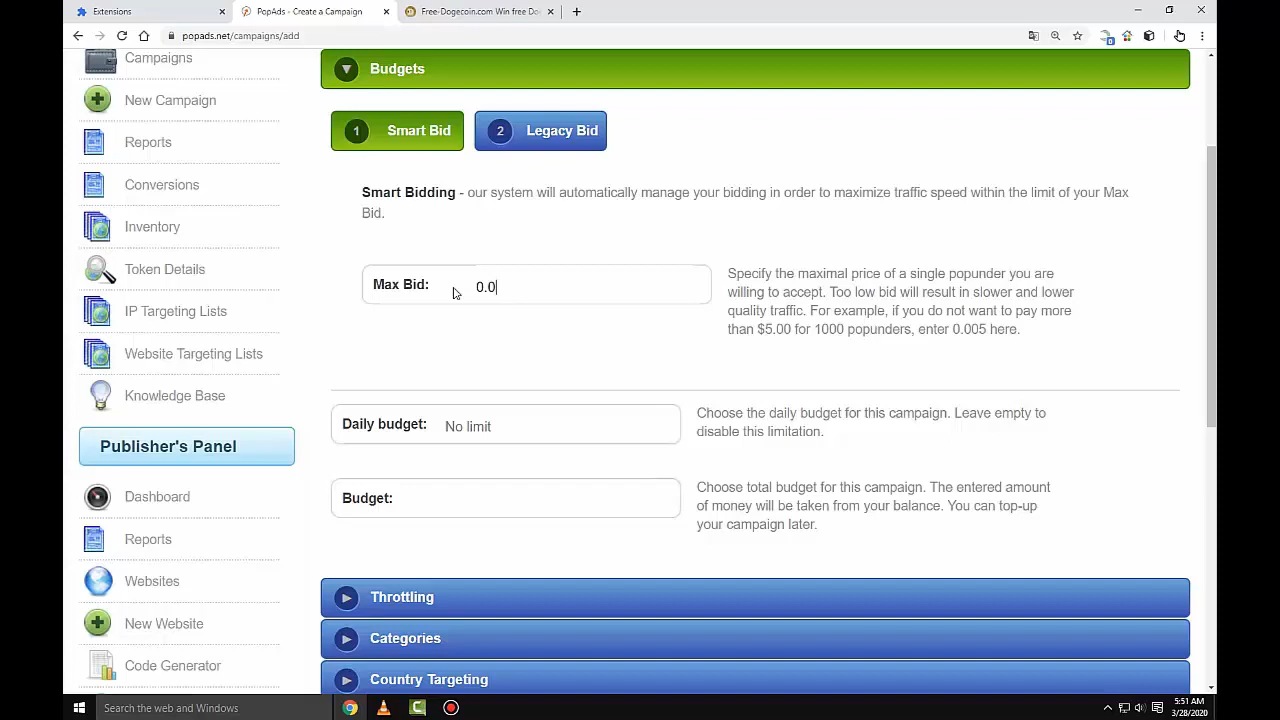 Extensions
PopAds - Create a Campaign
Free-Dogecoin.com Win free Do
popads.net/campaigns/add
0
Campaigns
New Campaign
Reports
Conversions
Inventory
Token Details
IP Targeting Lists
Website Targeting Lists
Knowledge Base
Publisher's Panel
Dashboard
Reports
Websites
New Website
Code Generator
Budgets
1 Smart Bid
2 Legacy Bid
Smart Bidding - our system will automatically manage your bidding in order to maximize traffic speed within the limit of your Max
Bid.
Max Bid: 0.0
Specify the maximal price of a single popunder you are
willing to accept. Too low bid will result in slower and lower
quality traffic. For example, if you do not want to pay more
than $5.00 for 1000 popunders, enter 0.005 here.
Daily budget: No limit
Choose the daily budget for this campaign. Leave empty to
disable this limitation.
Budget:
Choose total budget for this campaign. The entered amount
of money will be taken from your balance. You can top-up
your campaign later.
Throttling
Categories
Country Targeting
Search the web and Windows
5:51 AM
3/28/2020